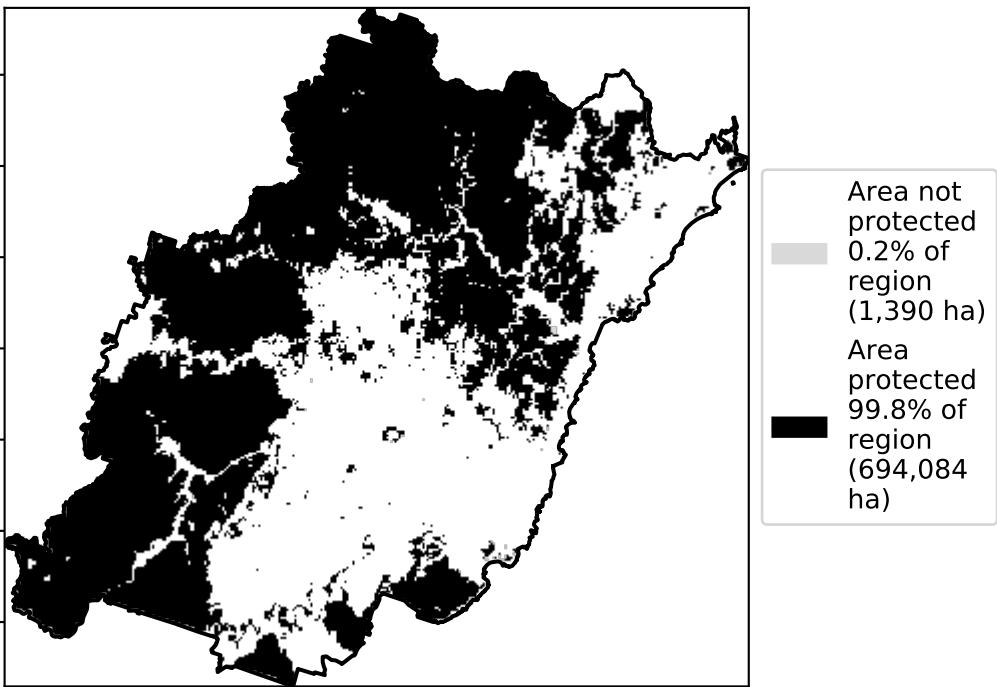 Area not
protected
0.2% of
region
(1,390 ha)
Area
protected
99.8% of
region
(694,084
ha)